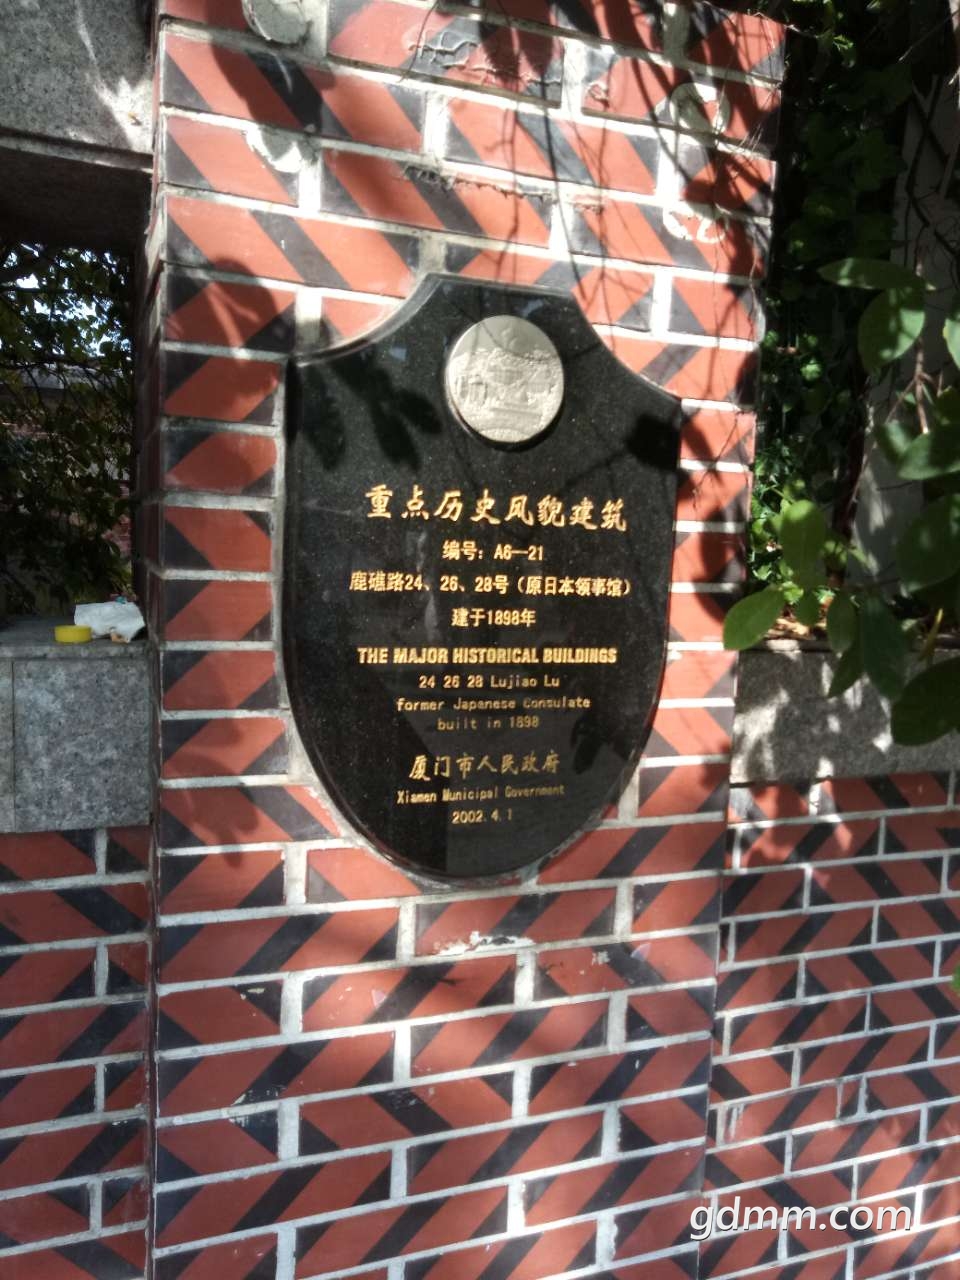 重点历史风貌建筑
编号：A6—21
鹿礁路24、26、28号（原日本领事馆）
建于1898年
THE MAJOR HISTORICAL BUILDINGS
24 26 28 Lujiao Lu
former Japanese Consulate
built in 1898
厦门市人民政府
Xiamen Municipal Government
2002.4.1
gdmm.com